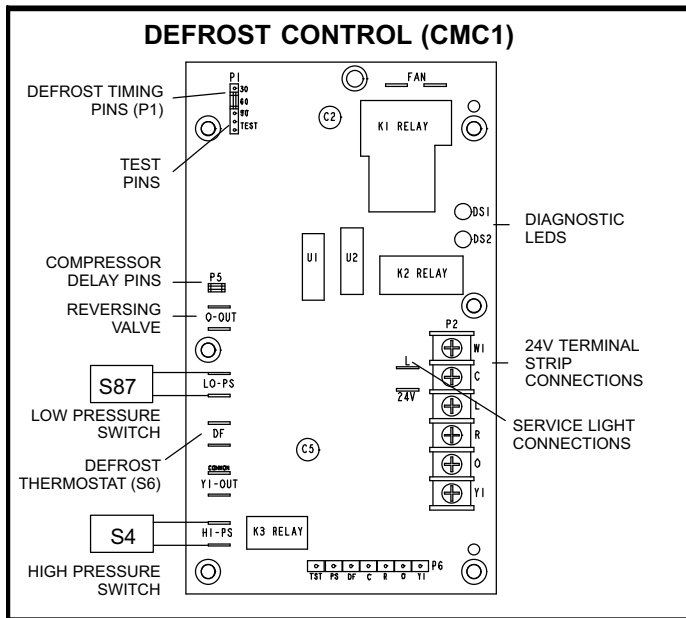 DEFROST CONTROL (CMC1)
P1
FAN
DEFROST TIMING
PINS (P1)
30
60
90
TEST
C2
K1 RELAY
TEST
PINS
DS1
DS2
DIAGNOSTIC
LEDS
U1
U2
K2 RELAY
COMPRESSOR
DELAY PINS
P5
REVERSING
VALVE
O-OUT
P2
W1
C
L
R
O
Y1
24V TERMINAL
STRIP
CONNECTIONS
L
24V
S87
LO-PS
LOW PRESSURE
SWITCH
SERVICE LIGHT
CONNECTIONS
DF
DEFROST
THERMOSTAT (S6)
C5
COMMON
Y1-OUT
S4
HI-PS
K3 RELAY
HIGH PRESSURE
SWITCH
P6
TST PS DF C R O Y1